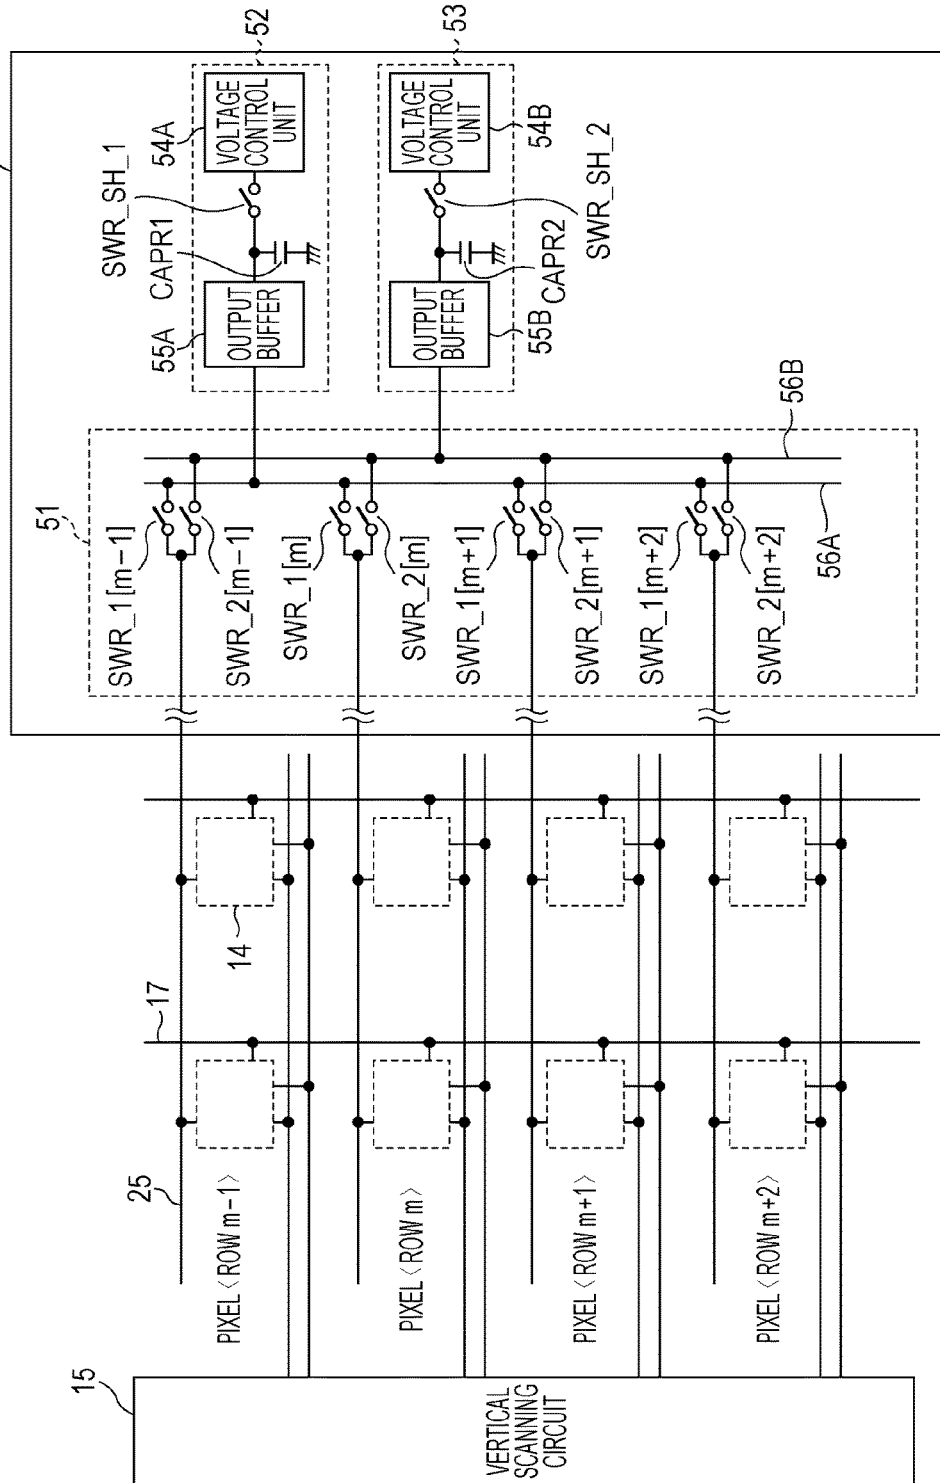 52
53
54A
VOLTAGE
CONTROL
UNIT
54B
VOLTAGE
CONTROL
UNIT
SWR_SH_1
SWR_SH_2
CAPR1
CAPR2
55A
OUTPUT
BUFFER
55B
OUTPUT
BUFFER
51
56B
56A
SWR_1[m-1]
SWR_2[m-1]
SWR_1[m]
SWR_2[m]
SWR_1[m+1]
SWR_2[m+1]
SWR_1[m+2]
SWR_2[m+2]
14
17
25
PIXEL<ROW m-1>
PIXEL<ROW m>
PIXEL<ROW m+1>
PIXEL<ROW m+2>
15
VERTICAL
SCANNING
CIRCUIT